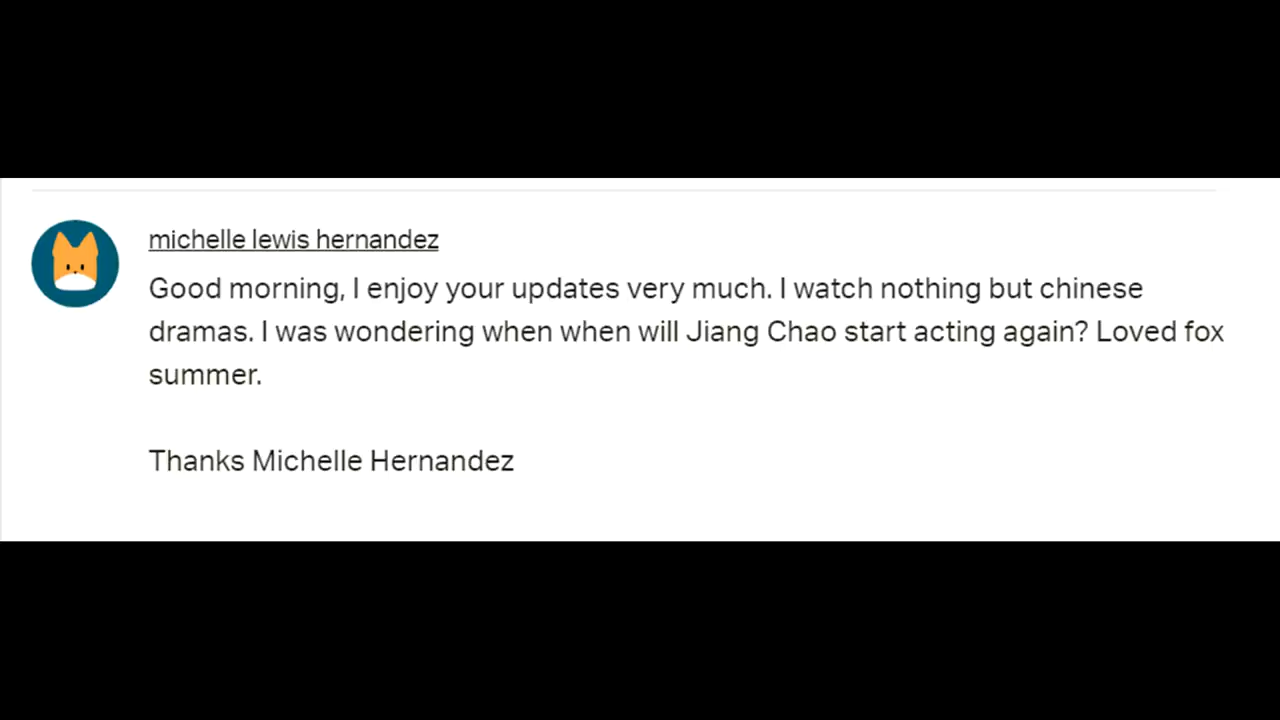 michelle lewis hernandez
Good morning, I enjoy your updates very much. I watch nothing but chinese
dramas. I was wondering when when will Jiang Chao start acting again? Loved fox
summer.
Thanks Michelle Hernandez